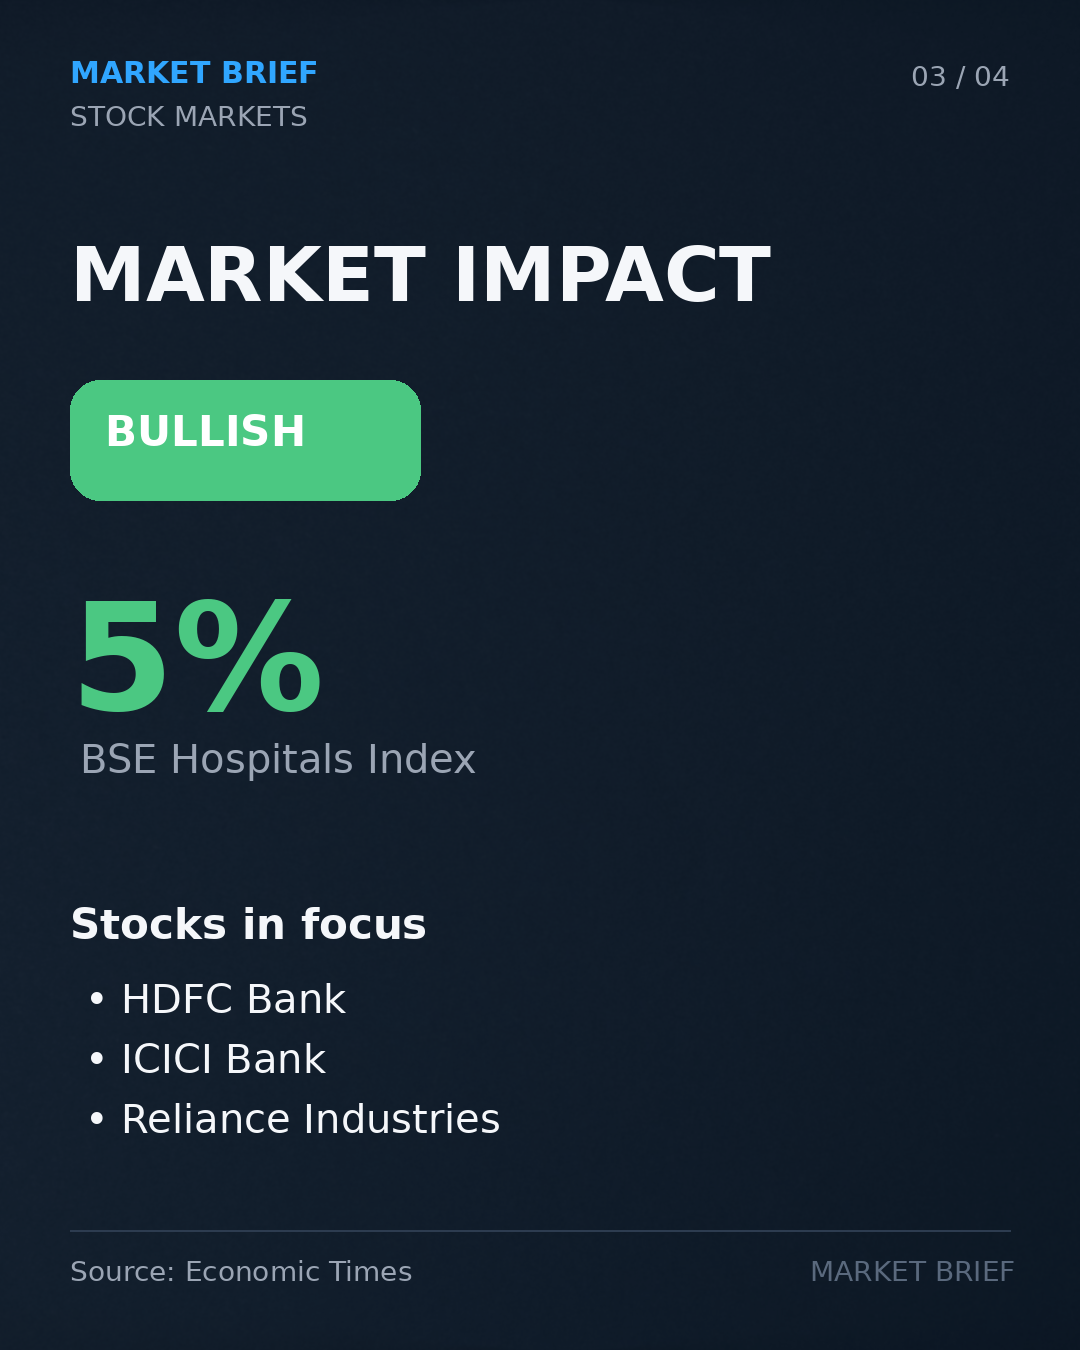 MARKET BRIEF
03 / 04
STOCK MARKETS
MARKET IMPACT
BULLISH
5%
BSE Hospitals Index
Stocks in focus
• HDFC Bank
• ICICI Bank
• Reliance Industries
Source: Economic Times
MARKET BRIEF